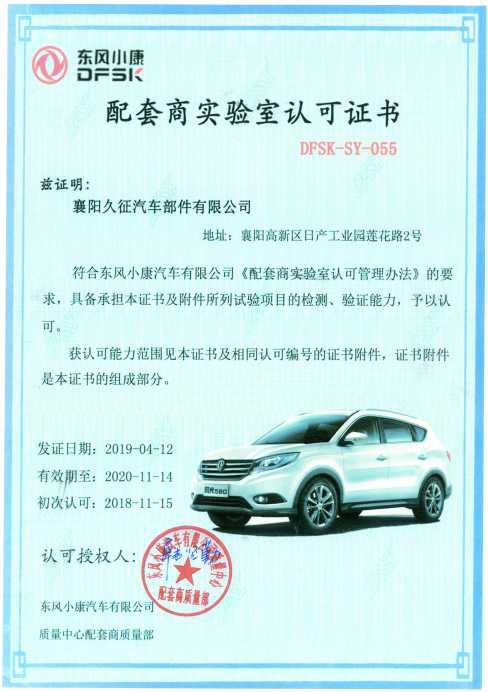 东风小康
DFSK
配套商实验室认可证书
DFSK-SY-055
兹证明:
襄阳久征汽车部件有限公司
地址: 襄阳高新区日产工业园莲花路2号
符合东风小康汽车有限公司《配套商实验室认可管理办法》的要
求，具备承担本证书及附件所列试验项目的检测、验证能力，予以认
可。
获认可能力范围见本证书及相同认可编号的证书附件，证书附件
是本证书的组成部分。
发证日期: 2019-04-12
有效期至: 2020-11-14
初次认可: 2018-11-15
风光580
认可授权人:
配套商质量部
东风小康汽车有限公司
质量中心配套商质量部